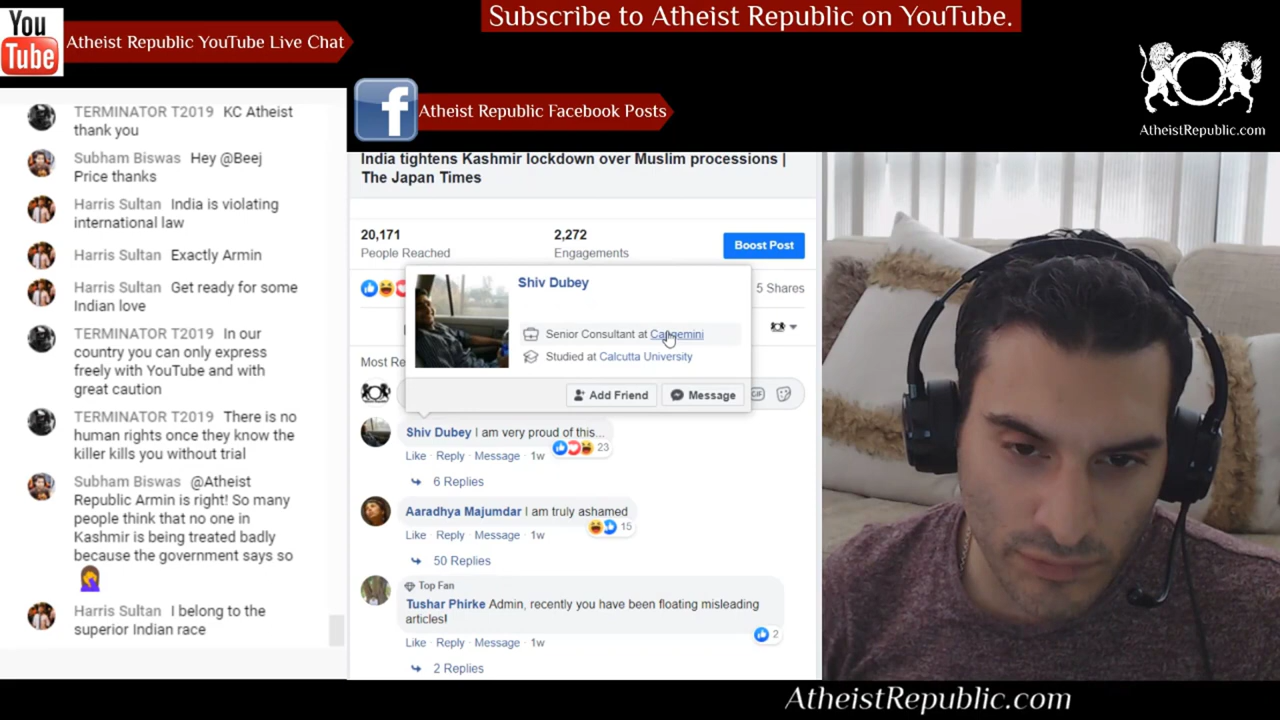 Subscribe to Atheist Republic on YouTube.
You
Tube
Atheist Republic YouTube Live Chat
AtheistRepublic.com
f
Atheist Republic Facebook Posts
TERMINATOR T2019 KC Atheist
thank you
Subham Biswas Hey @Beej
Price thanks
Harris Sultan India is violating
international law
Harris Sultan Exactly Armin
Harris Sultan Get ready for some
Indian love
TERMINATOR T2019 In our
country you can only express
freely with YouTube and with
great caution
TERMINATOR T2019 There is no
human rights once they know the
killer kills you without trial
Subham Biswas @Atheist
Republic Armin is right! So many
people think that no one in
Kashmir is being treated badly
because the government says so
Harris Sultan I belong to the
superior Indian race
India tightens Kashmir lockdown over Muslim processions |
The Japan Times
20,171
People Reached
2,272
Engagements
Boost Post
5 Shares
Shiv Dubey
Senior Consultant at Capgemini
Studied at Calcutta University
Add Friend
Message
Most Re
GIF
Shiv Dubey I am very proud of this...
23
Like · Reply · Message · 1w
6 Replies
Aaradhya Majumdar I am truly ashamed
15
Like · Reply · Message · 1w
50 Replies
Top Fan
Tushar Phirke Admin, recently you have been floating misleading
articles!
2
Like · Reply · Message · 1w
2 Replies
AtheistRepublic.com